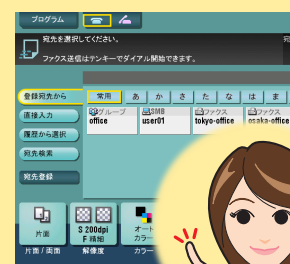 プログラム
宛先を選択してください。
宛
ファクス送信はテンキーでダイアル開始できます。
登録宛先から
常用 あ か さ た な は ま
直接入力
グループ SMB ファクス ファクス
office user01 tokyo-office osaka-office
履歴から選択
宛先検索
宛先登録
片面
S 200dpi
F 精細
オート
カラー
片面 / 両面 解像度 カラー